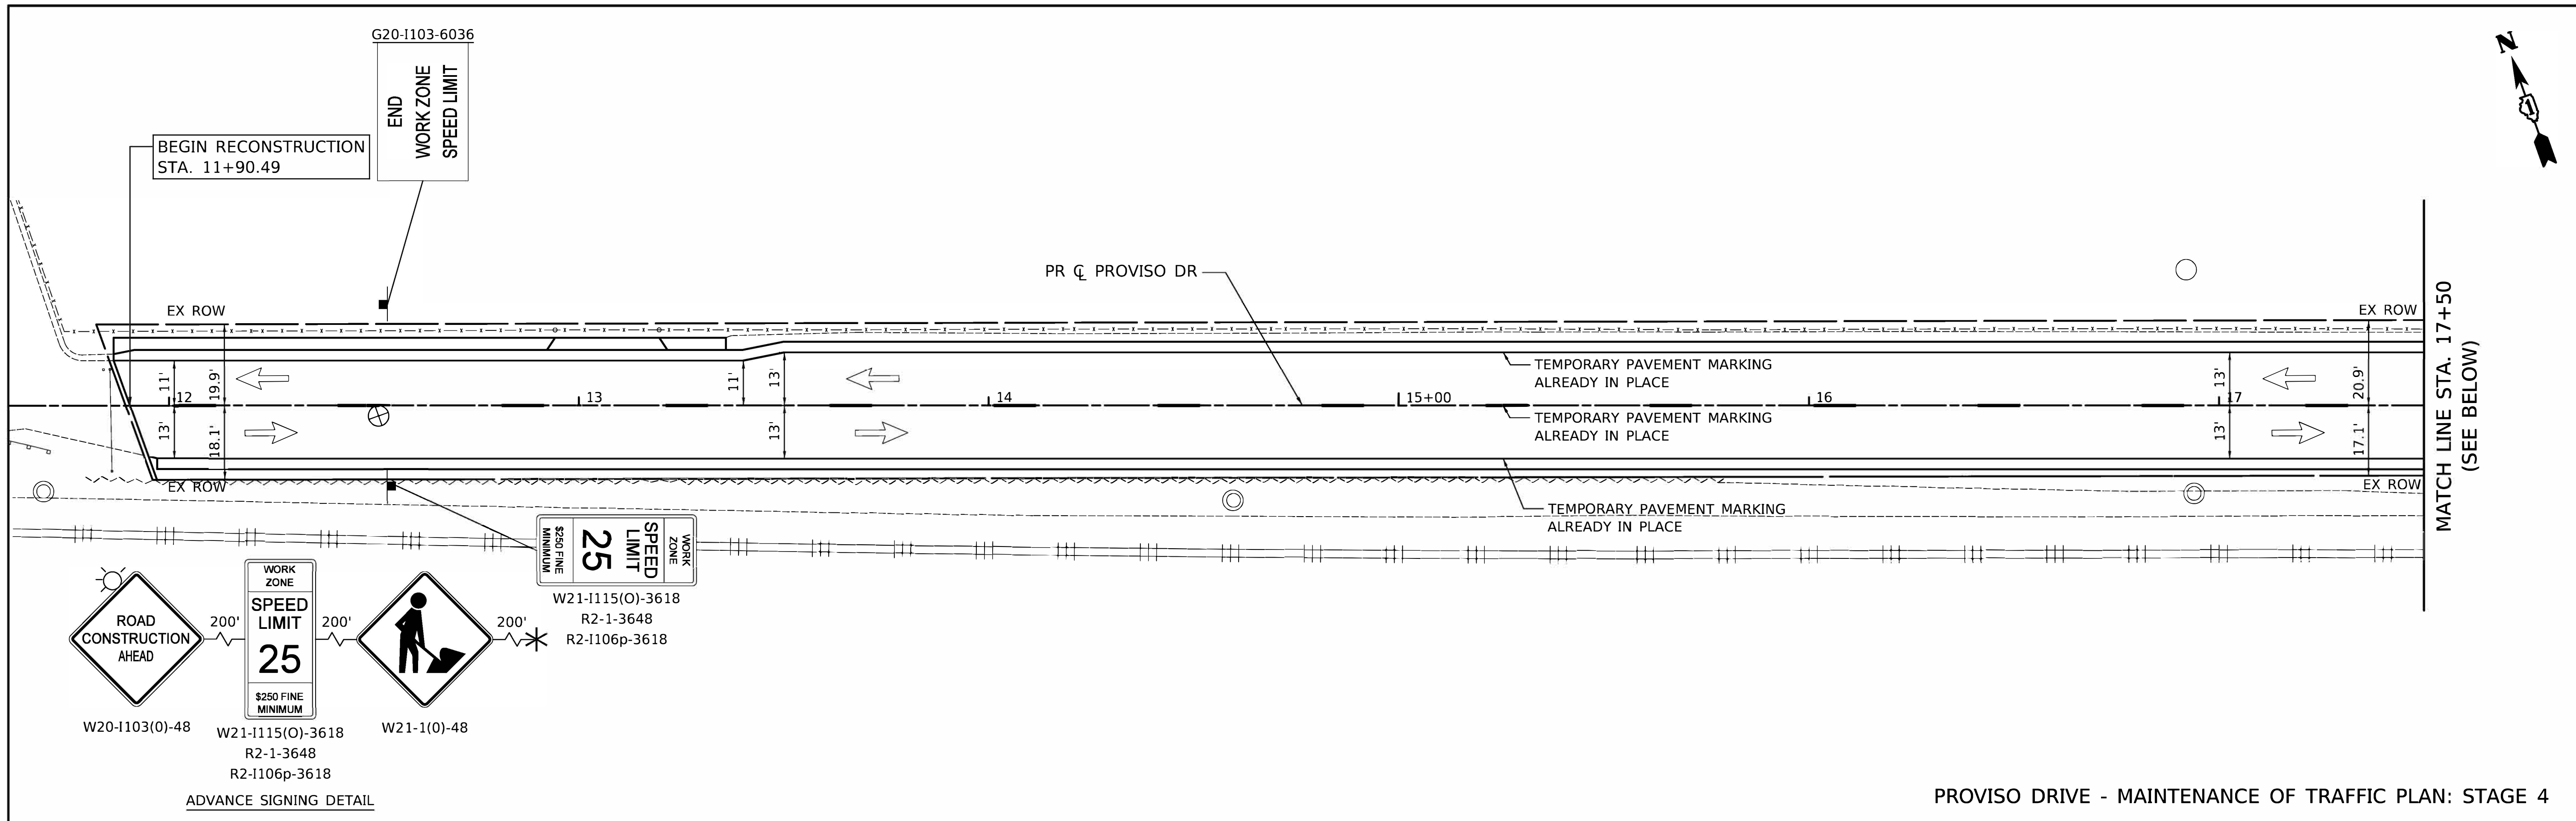 G20-I103-6036
END
WORK ZONE
SPEED LIMIT
BEGIN RECONSTRUCTION
STA. 11+90.49
N
1
PR ℄ PROVISO DR
EX ROW
EX ROW
TEMPORARY PAVEMENT MARKING
ALREADY IN PLACE
11'
19.9'
11'
13'
13'
20.9'
12
13
14
15+00
16
17
TEMPORARY PAVEMENT MARKING
ALREADY IN PLACE
13'
18.1'
13'
13'
17.1'
EX ROW
EX ROW
MATCH LINE STA. 17+50
(SEE BELOW)
TEMPORARY PAVEMENT MARKING
ALREADY IN PLACE
WORK
ZONE
SPEED
LIMIT
25
$250 FINE
MINIMUM
W21-I115(O)-3618
R2-1-3648
R2-I106p-3618
ROAD
CONSTRUCTION
AHEAD
200'
WORK
ZONE
SPEED
LIMIT
25
$250 FINE
MINIMUM
200'
200'
W20-I103(0)-48
W21-I115(O)-3618
R2-1-3648
R2-I106p-3618
W21-1(0)-48
ADVANCE SIGNING DETAIL
PROVISO DRIVE - MAINTENANCE OF TRAFFIC PLAN: STAGE 4